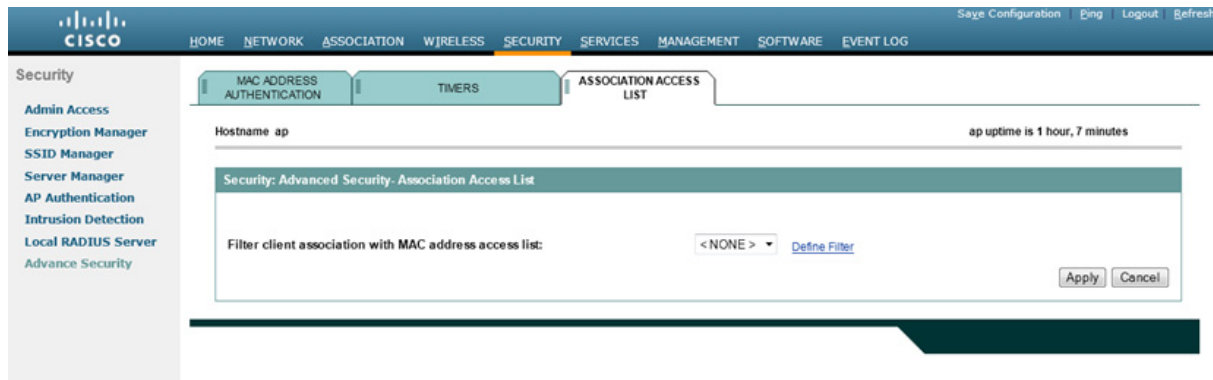 Save Configuration | Ping | Logout | Refresh
CISCO
HOME NETWORK ASSOCIATION WIRELESS SECURITY SERVICES MANAGEMENT SOFTWARE EVENT LOG
Security
Admin Access
Encryption Manager
SSID Manager
Server Manager
AP Authentication
Intrusion Detection
Local RADIUS Server
Advance Security
MAC ADDRESS
AUTHENTICATION
TIMERS
ASSOCIATION ACCESS
LIST
Hostname ap
ap uptime is 1 hour, 7 minutes
Security: Advanced Security- Association Access List
Filter client association with MAC address access list:
< NONE >
Define Filter
Apply
Cancel